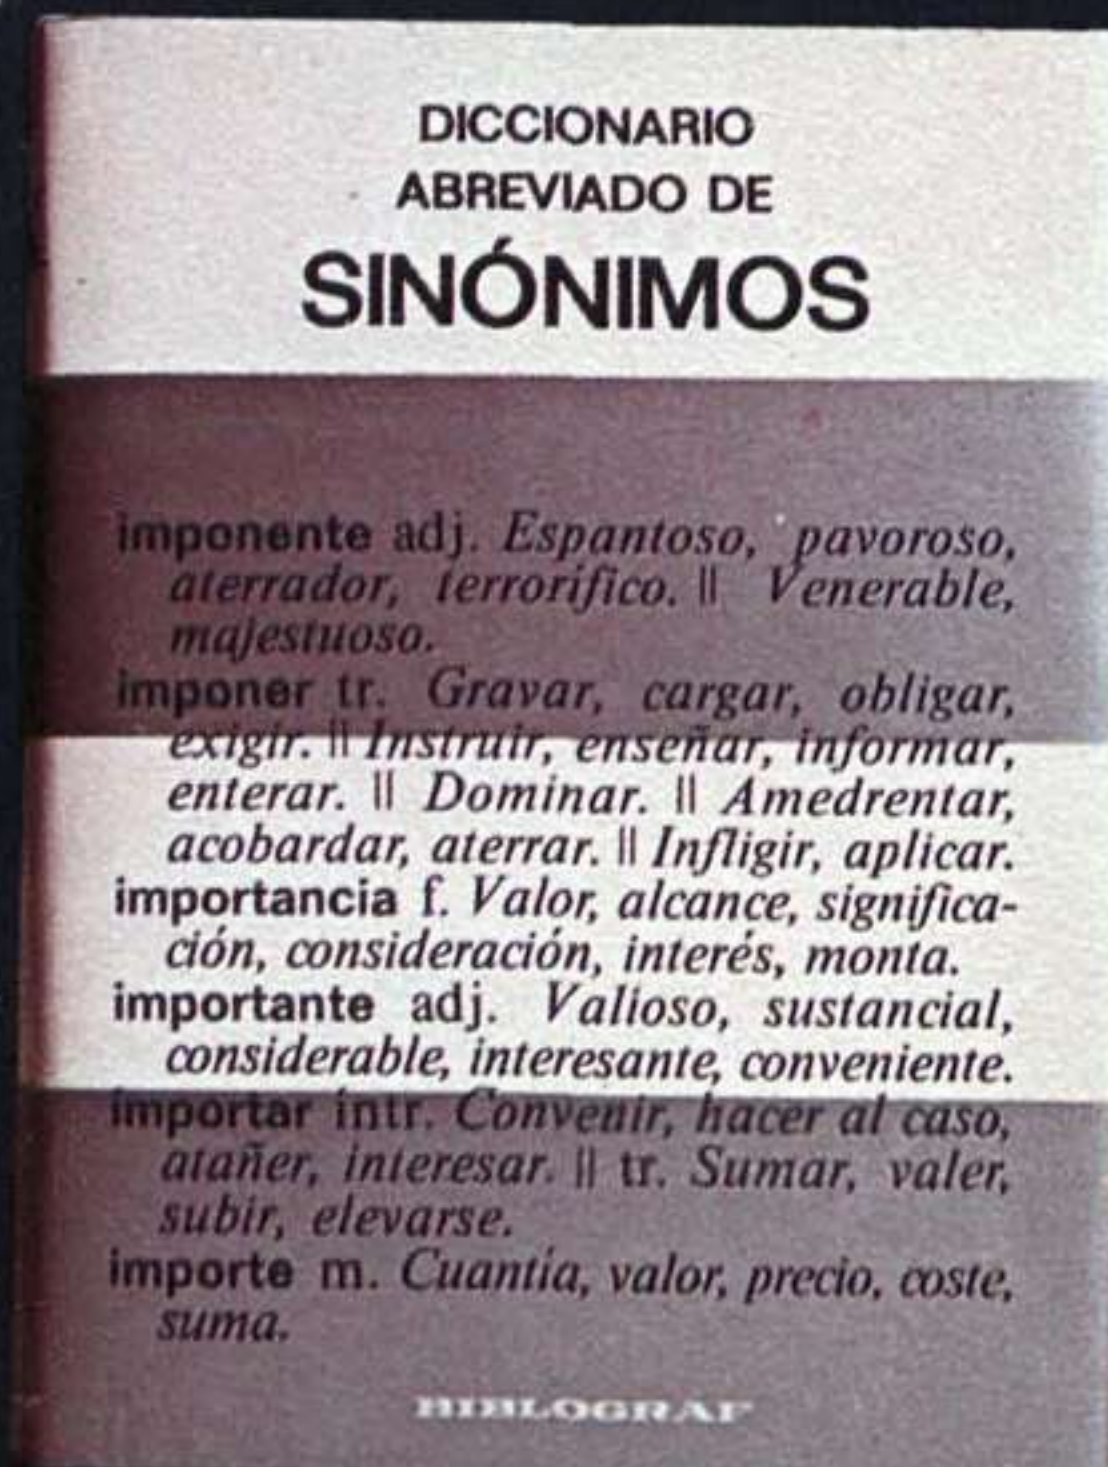 DICCIONARIO
ABREVIADO DE
SINÓNIMOS
imponente adj. Espantoso, pavoroso,
aterrador, terrorífico. || Venerable,
majestuoso.
imponer tr. Gravar, cargar, obligar,
exigir. || Instruir, enseñar, informar,
enterar. || Dominar. || Amedrentar,
acobardar, aterrar. || Infligir, aplicar.
importancia f. Valor, alcance, significa-
ción, consideración, interés, monta.
importante adj. Valioso, sustancial,
considerable, interesante, conveniente.
importar intr. Convenir, hacer al caso,
atañer, interesar. || tr. Sumar, valer,
subir, elevarse.
importe m. Cuantía, valor, precio, coste,
suma.
BIBLOGRAF